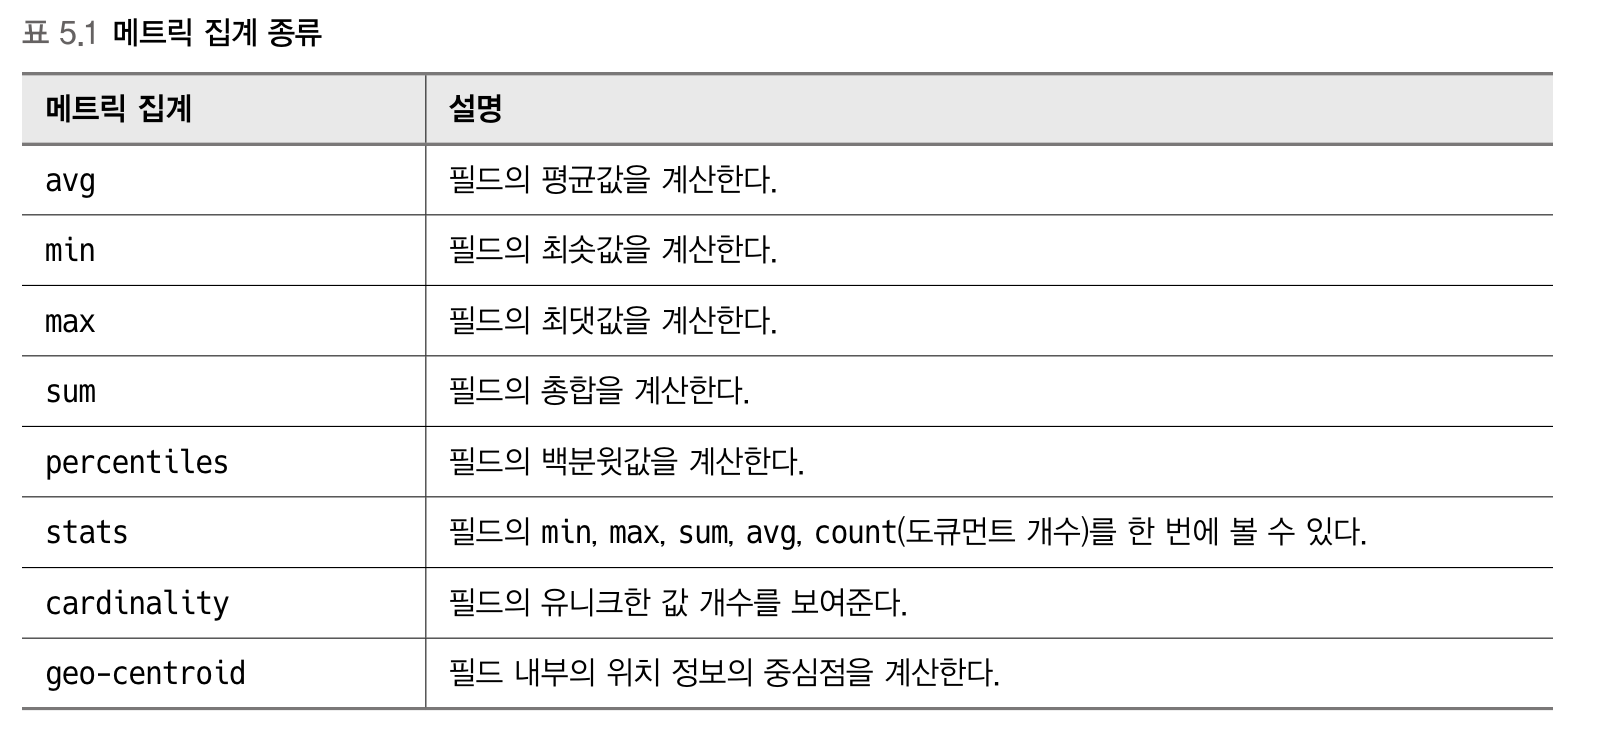 표 5.1 메트릭 집계 종류
메트릭 집계 설명
avg 필드의 평균값을 계산한다.
min 필드의 최솟값을 계산한다.
max 필드의 최댓값을 계산한다.
sum 필드의 총합을 계산한다.
percentiles 필드의 백분윗값을 계산한다.
stats 필드의 min, max, sum, avg, count(도큐먼트 개수)를 한 번에 볼 수 있다.
cardinality 필드의 유니크한 값 개수를 보여준다.
geo-centroid 필드 내부의 위치 정보의 중심점을 계산한다.